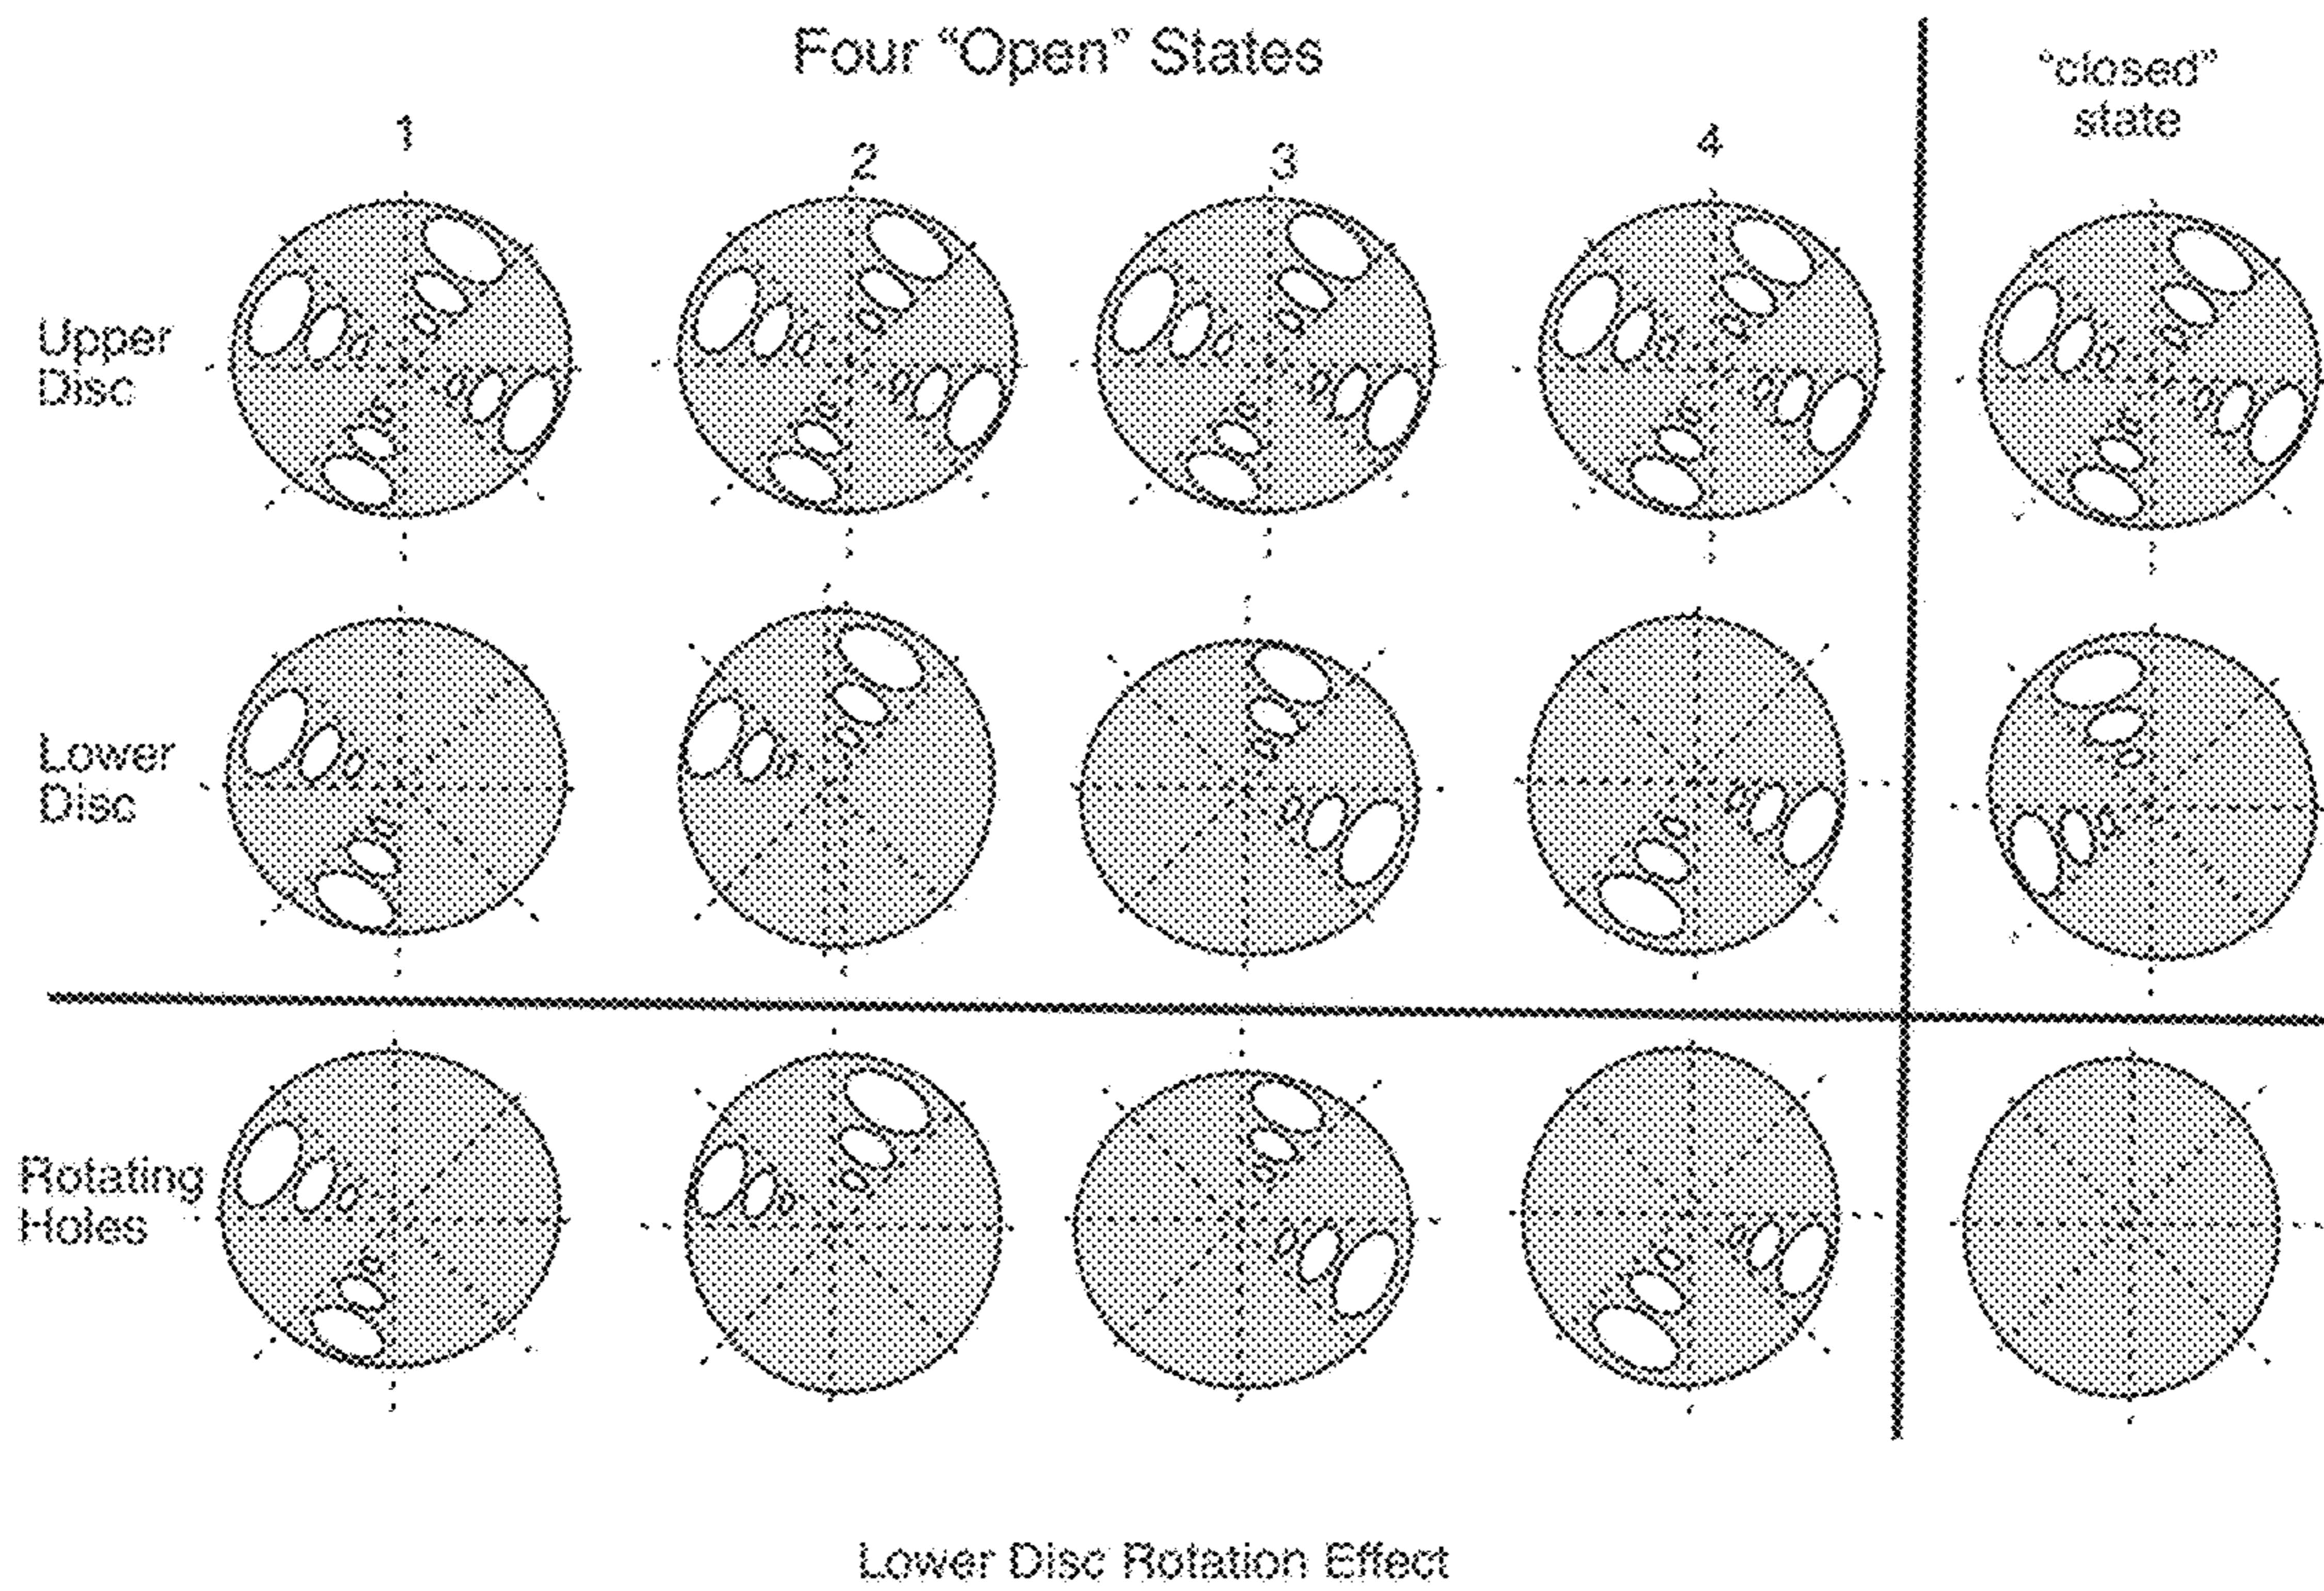 Four “Open” States
“closed”
state
1
2
3
4
Upper
Disc
Lower
Disc
Rotating
Holes
Lower Disc Rotation Effect